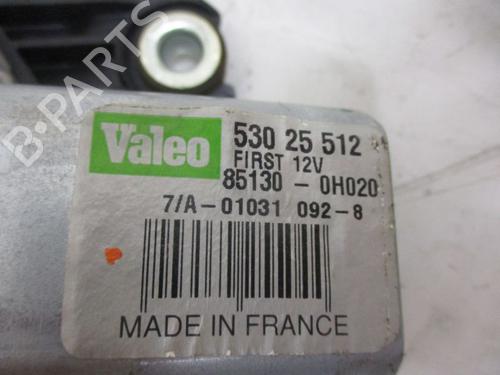 B-PARTS
Valeo
530 25 512
FIRST 12V
85130 - 0H020
7/A-01031 092-8
MADE IN FRANCE